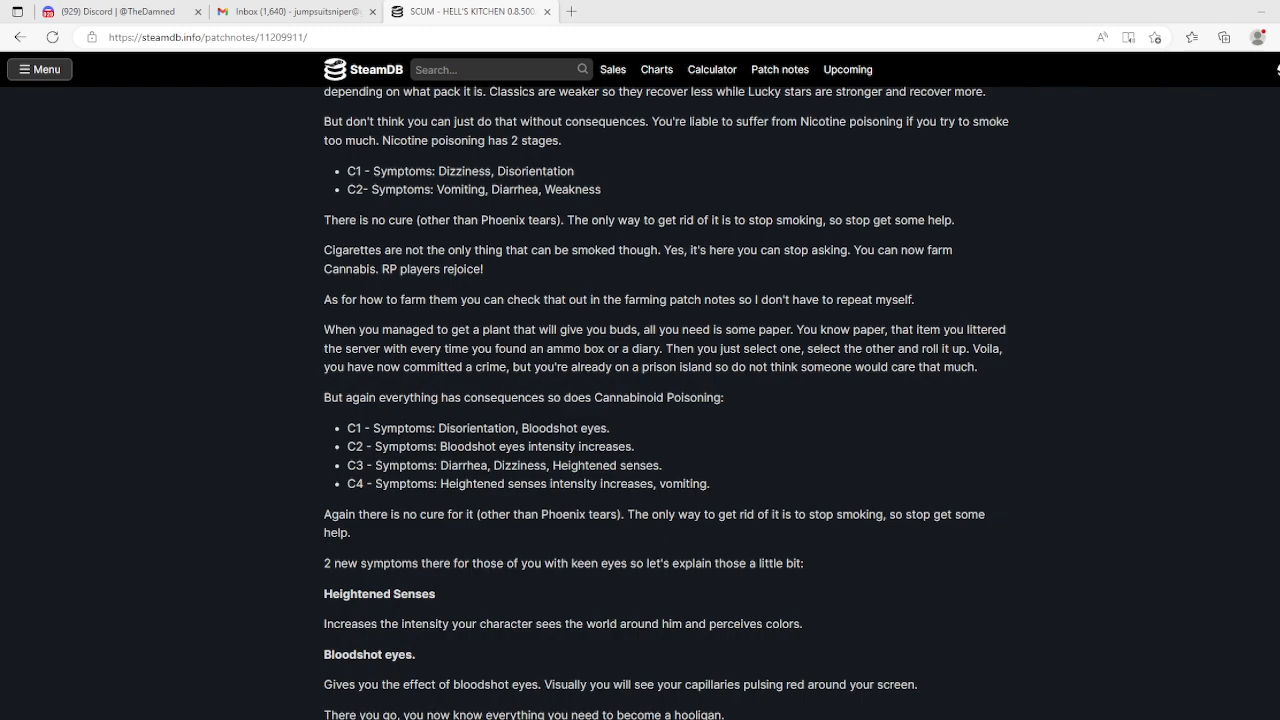 (929) Discord | @TheDamned
Inbox (1,640) - jumpsuitsniper@
SCUM - HELL'S KITCHEN 0.8.500
https://steamdb.info/patchnotes/11209911/
Menu
SteamDB
Search...
Sales
Charts
Calculator
Patch notes
Upcoming
depending on what pack it is. Classics are weaker so they recover less while Lucky stars are stronger and recover more.
But don't think you can just do that without consequences. You're liable to suffer from Nicotine poisoning if you try to smoke
too much. Nicotine poisoning has 2 stages.
• C1 - Symptoms: Dizziness, Disorientation
• C2- Symptoms: Vomiting, Diarrhea, Weakness
There is no cure (other than Phoenix tears). The only way to get rid of it is to stop smoking, so stop get some help.
Cigarettes are not the only thing that can be smoked though. Yes, it's here you can stop asking. You can now farm
Cannabis. RP players rejoice!
As for how to farm them you can check that out in the farming patch notes so I don't have to repeat myself.
When you managed to get a plant that will give you buds, all you need is some paper. You know paper, that item you littered
the server with every time you found an ammo box or a diary. Then you just select one, select the other and roll it up. Voila,
you have now committed a crime, but you're already on a prison island so do not think someone would care that much.
But again everything has consequences so does Cannabinoid Poisoning:
• C1 - Symptoms: Disorientation, Bloodshot eyes.
• C2 - Symptoms: Bloodshot eyes intensity increases.
• C3 - Symptoms: Diarrhea, Dizziness, Heightened senses.
• C4 - Symptoms: Heightened senses intensity increases, vomiting.
Again there is no cure for it (other than Phoenix tears). The only way to get rid of it is to stop smoking, so stop get some
help.
2 new symptoms there for those of you with keen eyes so let's explain those a little bit:
Heightened Senses
Increases the intensity your character sees the world around him and perceives colors.
Bloodshot eyes.
Gives you the effect of bloodshot eyes. Visually you will see your capillaries pulsing red around your screen.
There you go, you now know everything you need to become a hooligan.